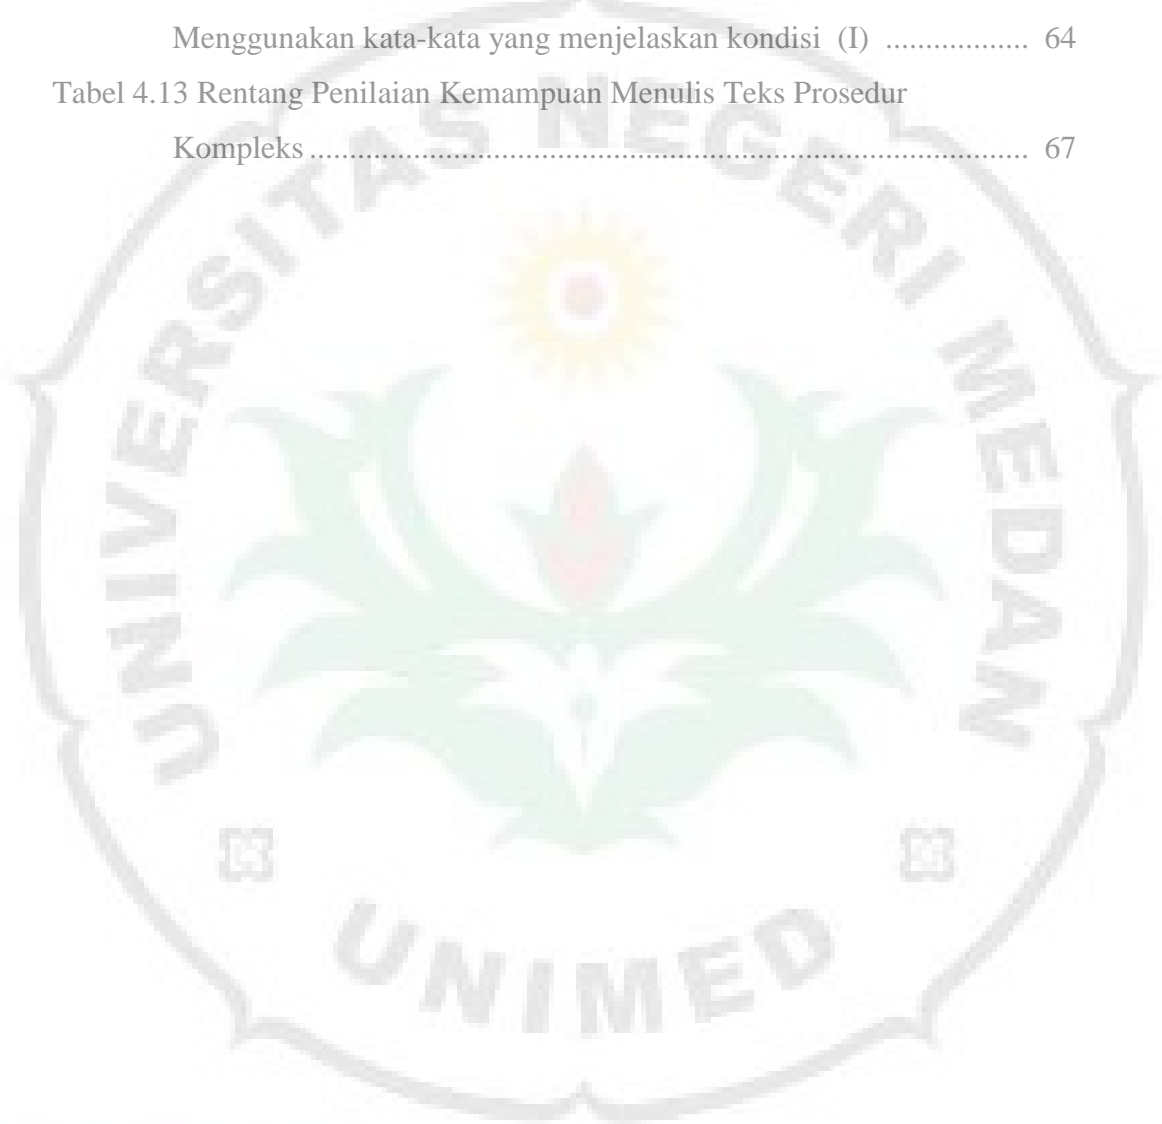 Menggunakan kata-kata yang menjelaskan kondisi (I) ................. 64
Tabel 4.13 Rentang Penilaian Kemampuan Menulis Teks Prosedur
Kompleks ........................................................................................ 67
UNIVERSITAS NEGERI MEDAN
UNIMED